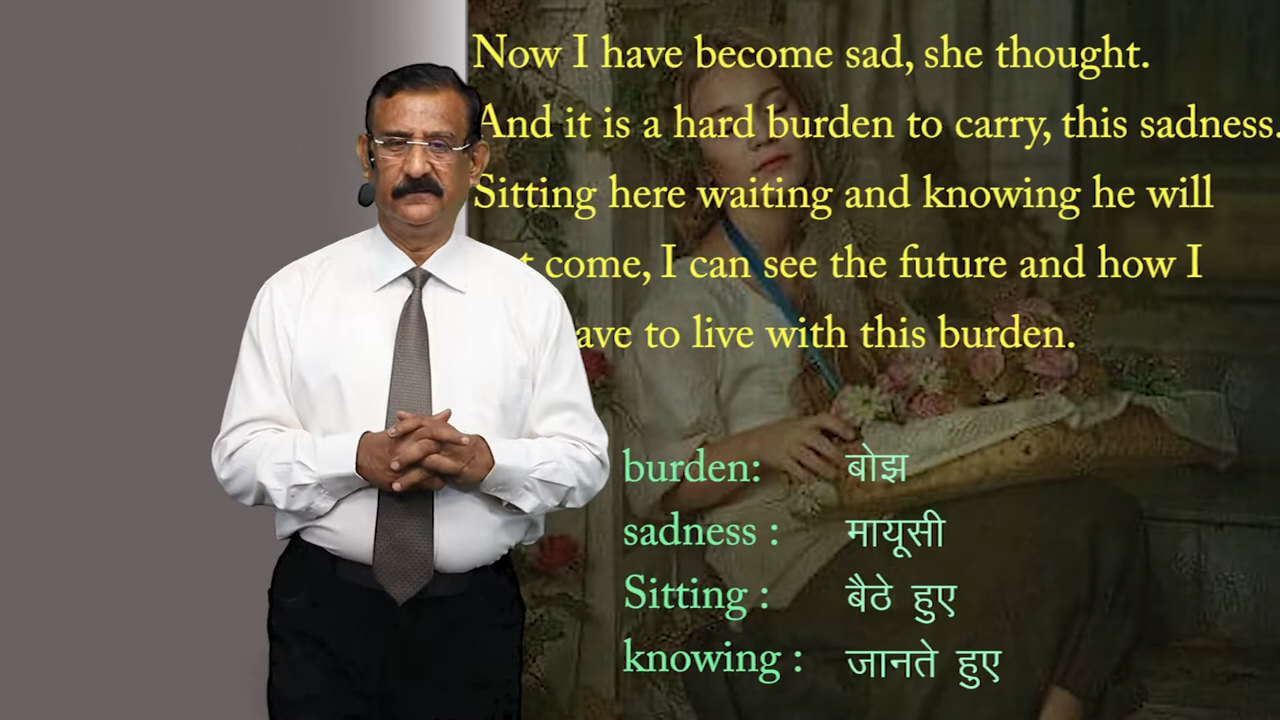 Now I have become sad, she thought.
And it is a hard burden to carry, this sadness.
Sitting here waiting and knowing he will
come, I can see the future and how I
to live with this burden.
burden: बोझ
sadness : मायूसी
Sitting : बैठे हुए
knowing : जानते हुए